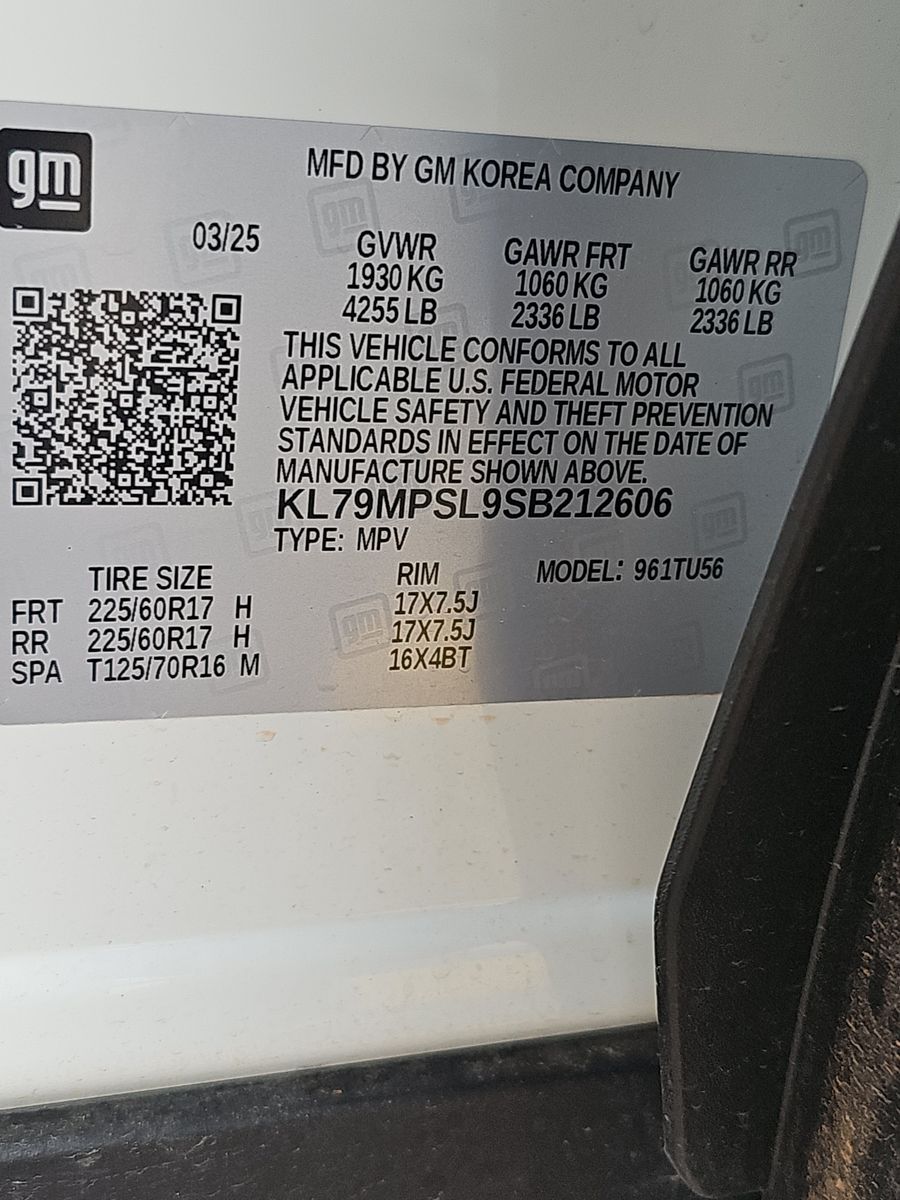 gm
MFD BY GM KOREA COMPANY
03/25 GVWR GAWR FRT GAWR RR
1930 KG 1060 KG 1060 KG
4255 LB 2336 LB 2336 LB
THIS VEHICLE CONFORMS TO ALL
APPLICABLE U.S. FEDERAL MOTOR
VEHICLE SAFETY AND THEFT PREVENTION
STANDARDS IN EFFECT ON THE DATE OF
MANUFACTURE SHOWN ABOVE.
KL79MPSL9SB212606
TYPE: MPV
TIRE SIZE RIM MODEL: 961TU56
FRT 225/60R17 H 17X7.5J
RR 225/60R17 H 17X7.5J
SPA T125/70R16 M 16X4BT